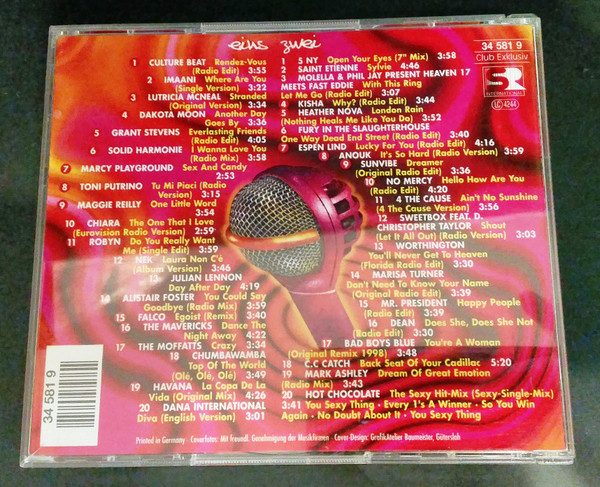 eins zwei
1 CULTURE BEAT Rendez-Vous
(Radio Edit) 3:55
2 IMAANI Where Are You
(Single Version) 3:22
3 LUTRICIA MCNEAL Stranded
(Original Version) 3:34
4 DAKOTA MOON Another Day
Goes By 3:36
5 GRANT STEVENS Everlasting Friends
(Radio Edit) 4:05
6 SOLID HARMONIE I Wanna Love You
(Radio Mix) 3:58
7 MARCY PLAYGROUND Sex And Candy
2:53
8 TONI PUTRINO Tu Mi Pieci (Radio
Version) 3:15
9 MAGGIE REILLY One Little Word
3:54
10 CHIARA The One That I Love
(Eurovision Radio Version) 2:59
11 ROBYN Do You Really Want
Me (Single Edit) 3:59
12 NEK Laura Non C'é
(Album Version) 3:46
13 JULIAN LENNON
Day After Day 4:19
14 ALISTAIR FOSTER You Could Say
Goodbye (Radio Mix) 3:59
15 FALCO Egoist (Remix) 3:40
16 THE MAVERICKS Dance The
Night Away 4:22
17 THE MOFFATTS Crazy 3:34
18 CHUMBAWAMBA
Top Of The World
(Olé, Olé, Olé) 3:49
19 HAVANA La Copa De La
Vida (Original Mix) 4:26
20 DANA INTERNATIONAL
Diva (English Version) 3:01
1 5 NY Open Your Eyes (7" Mix) 3:58
2 SAINT ETIENNE Sylvie 4:46
3 MOLELLA & PHIL JAY PRESENT HEAVEN 17
MEETS FAST EDDIE With This Ring
Let Me Go (Radio Edit) 3:07
4 KISHA Why? (Radio Edit) 4:44
5 HEATHER NOVA London Rain
(Nothing Heals Me Like You Do) 3:52
6 FURY IN THE SLAUGHTERHOUSE
One Way Dead End Street (Radio Edit) 3:40
7 ESPEN LIND Lucky For You (Radio Edit) 4:16
8 ANOUK It's So Hard (Radio Version) 3:59
9 SUNVIBE Dreamer
(Original Radio Edit) 3:36
10 NO MERCY Hello How Are You
(Radio Edit) 4:20
11 4 THE CAUSE Ain't No Sunshine
(4 The Cause Version) 3:56
12 SWEETBOX FEAT. D.
CHRISTOPHER TAYLOR Shout
(Let It All Out) (Radio Version) 3:03
13 WORTHINGTON
You'll Never Get To Heaven
(Florida Radio Edit) 3:30
14 MARISA TURNER
Don't Need To Know Your Name
(Original Radio Edit) 3:39
15 MR. PRESIDENT Happy People
(Radio Edit) 3:39
16 DEAN Does She, Does She Not
(Radio Edit) 3:30
17 BAD BOYS BLUE You're A Woman
(Original Remix 1998) 3:48
18 C.C CATCH Back Seat Of Your Cadillac 5:20
19 MARK ASHLEY Dream Of Great Emotion
(Radio Mix) 3:43
20 HOT CHOCOLATE The Sexy Hit-Mix (Sexy-Single-Mix)
3:41 You Sexy Thing · Every 1's A Winner · So You Win
Again · No Doubt About It · You Sexy Thing
34 581 9
Club Exklusiv
INTERNATIONAL
LC 4244
34 581 9
Printed in Germany · Coverfotos: Mit freundl. Genehmigung der Musikfirmen · Cover-Design: GrafikAtelier Baumeister, Gütersloh